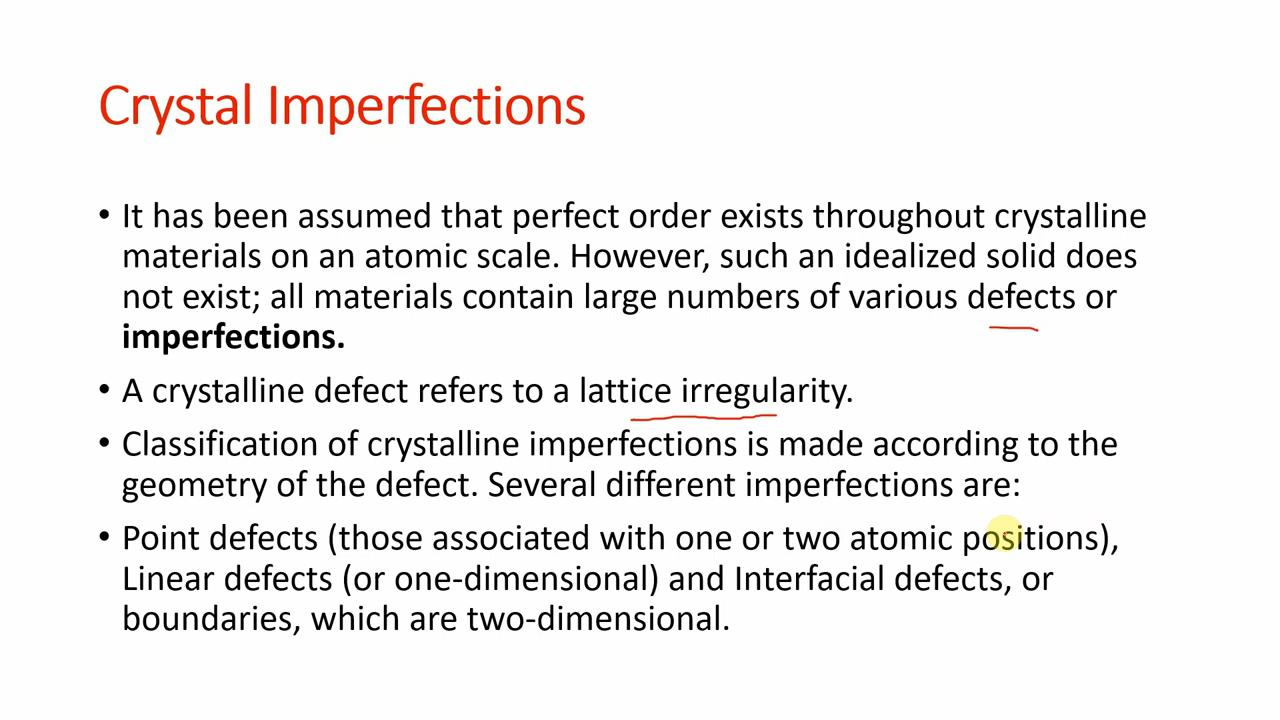 Crystal Imperfections
• It has been assumed that perfect order exists throughout crystalline
materials on an atomic scale. However, such an idealized solid does
not exist; all materials contain large numbers of various defects or
imperfections.
• A crystalline defect refers to a lattice irregularity.
• Classification of crystalline imperfections is made according to the
geometry of the defect. Several different imperfections are:
• Point defects (those associated with one or two atomic positions),
Linear defects (or one-dimensional) and Interfacial defects, or
boundaries, which are two-dimensional.